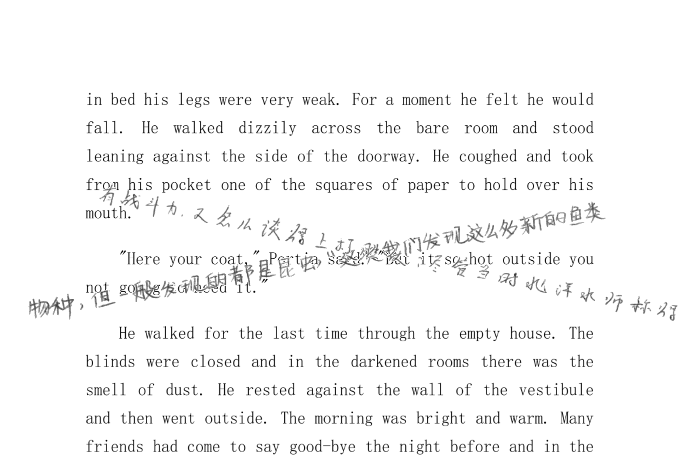 in bed his legs were very weak. For a moment he felt he would
fall. He walked dizzily across the bare room and stood
leaning against the side of the doorway. He coughed and took
from his pocket one of the squares of paper to hold over his
mouth.
有战斗力,又怎么谈得上打 尽管当时北洋水师称得
"Here your coat," Portia said. "But it so hot outside you
not going to need it."
物种,但一般发现的都是昆虫, 我们发现这么多新的鱼类
He walked for the last time through the empty house. The
blinds were closed and in the darkened rooms there was the
smell of dust. He rested against the wall of the vestibule
and then went outside. The morning was bright and warm. Many
friends had come to say good-bye the night before and in the